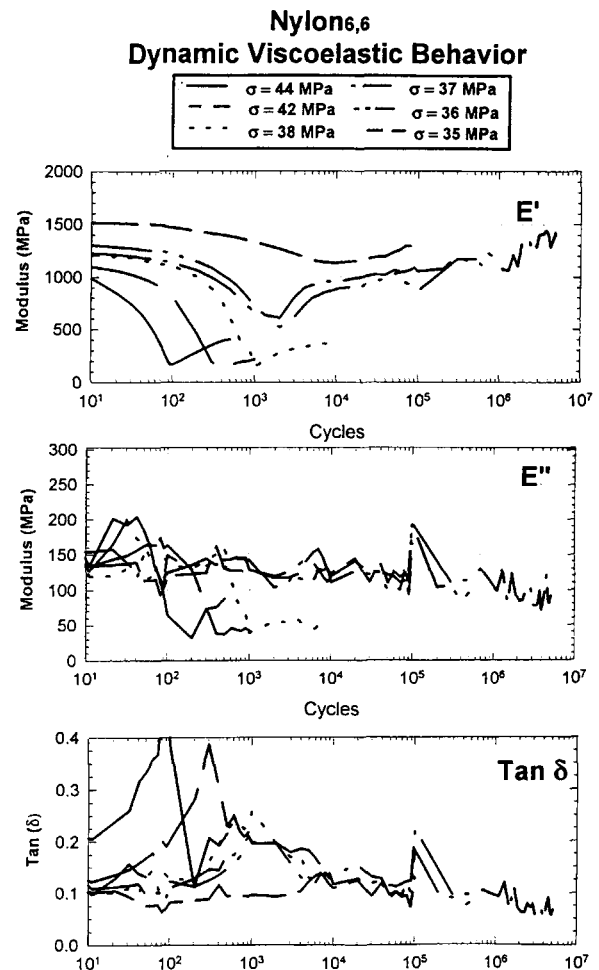 Nylon6,6
Dynamic Viscoelastic Behavior
σ = 44 MPa σ = 37 MPa
σ = 42 MPa σ = 36 MPa
σ = 38 MPa σ = 35 MPa
2000
1500
1000
500
0
Modulus (MPa)
E'
10¹ 10² 10³ 10⁴ 10⁵ 10⁶ 10⁷
Cycles
300
250
200
150
100
50
0
Modulus (MPa)
E"
10¹ 10² 10³ 10⁴ 10⁵ 10⁶ 10⁷
Cycles
0.4
0.3
0.2
0.1
0.0
Tan (δ)
Tan δ
10¹ 10² 10³ 10⁴ 10⁵ 10⁶ 10⁷